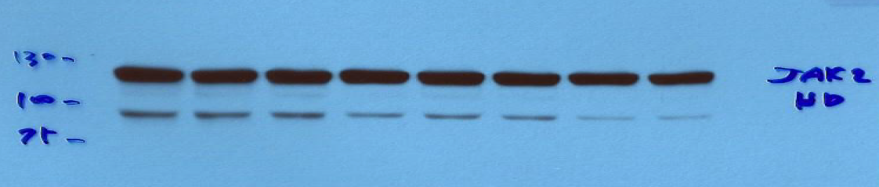 130-
100-
75-
JAK2
HD